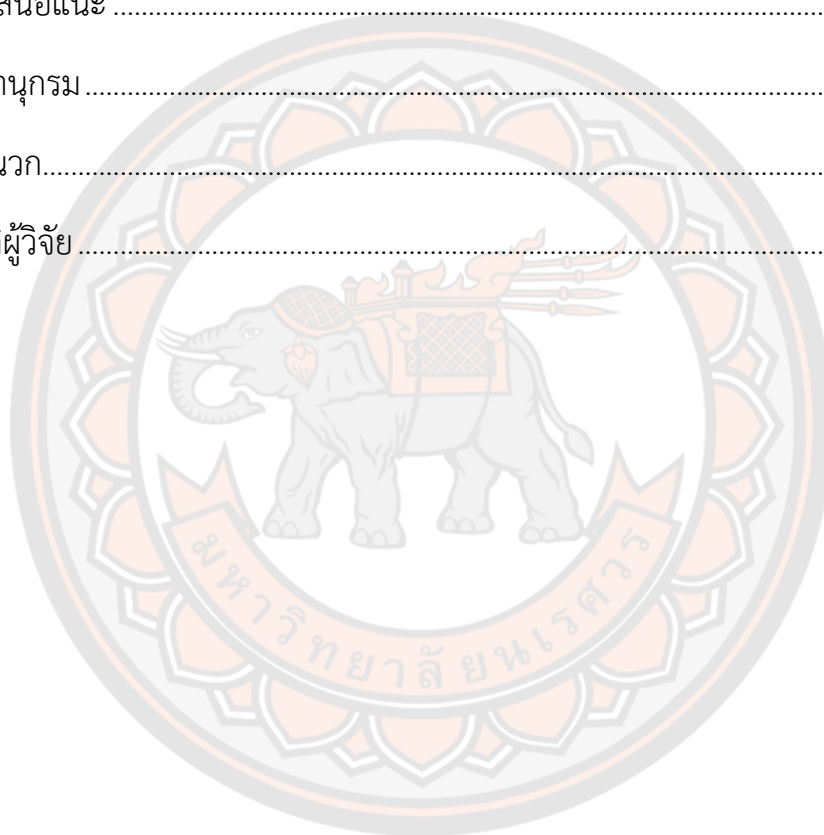 สนอแนะ ........................................................................................................
านุกรม ........................................................................................................
นวก........................................................................................................
ผู้วิจัย ........................................................................................................
มหาวิทยาลัยนเรศวร